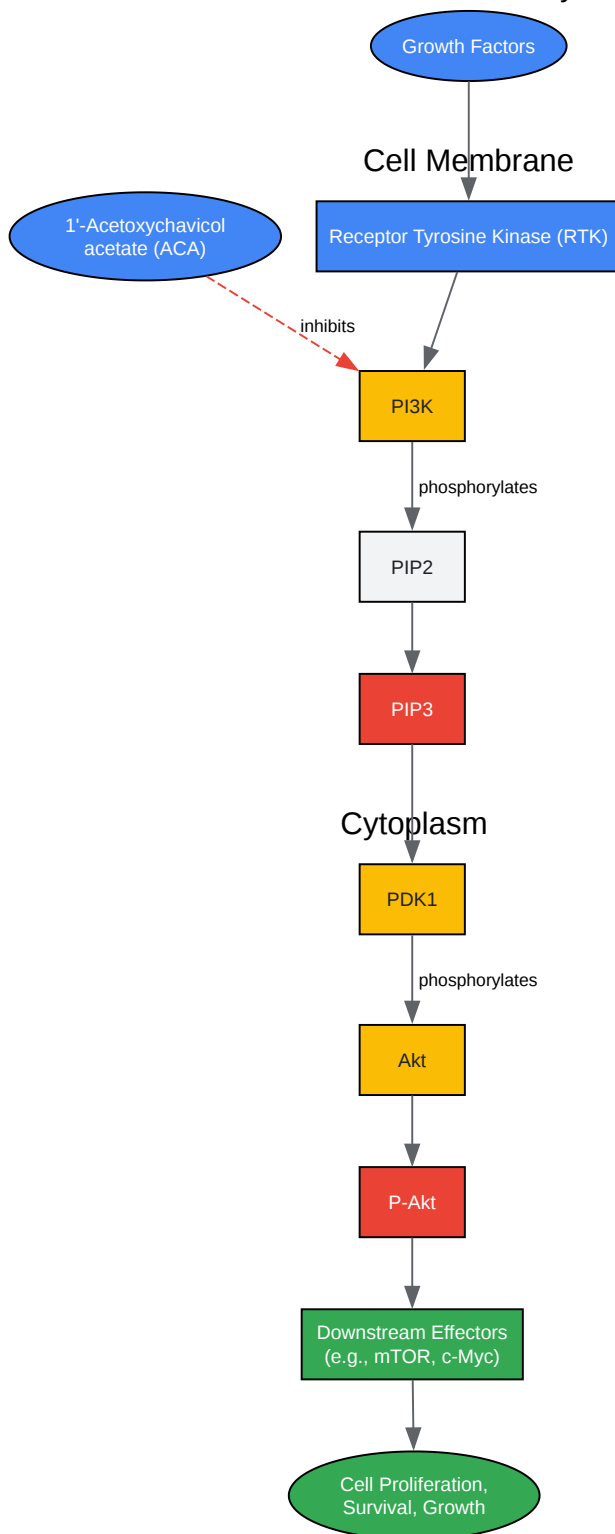 Growth Factors
Cell Membrane
1'-Acetoxychavicol
acetate (ACA)
Receptor Tyrosine Kinase (RTK)
inhibits
PI3K
phosphorylates
PIP2
PIP3
Cytoplasm
PDK1
phosphorylates
Akt
P-Akt
Downstream Effectors
(e.g., mTOR, c-Myc)
Cell Proliferation,
Survival, Growth